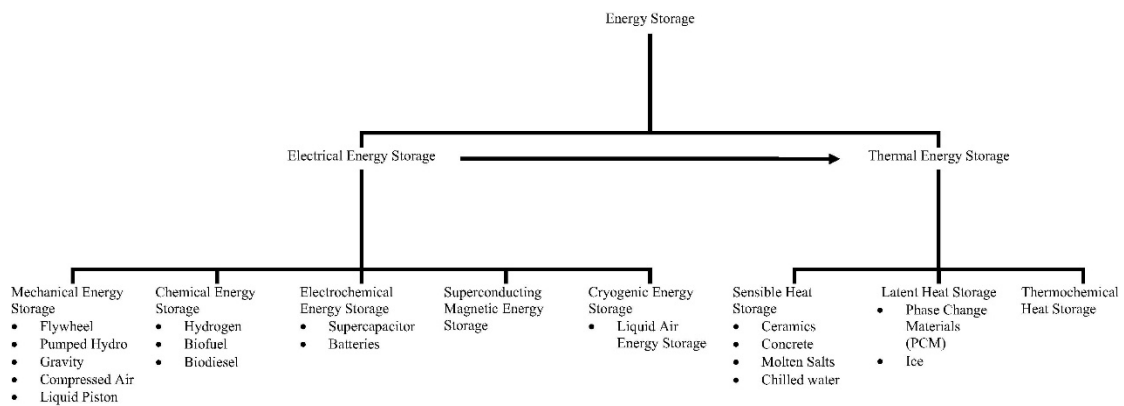 Energy Storage
Electrical Energy Storage
Thermal Energy Storage
Mechanical Energy
Storage
• Flywheel
• Pumped Hydro
• Gravity
• Compressed Air
• Liquid Piston
Chemical Energy
Storage
• Hydrogen
• Biofuel
• Biodiesel
Electrochemical
Energy Storage
• Supercapacitor
• Batteries
Superconducting
Magnetic Energy
Storage
Cryogenic Energy
Storage
• Liquid Air
Energy Storage
Sensible Heat
Storage
• Ceramics
• Concrete
• Molten Salts
• Chilled water
Latent Heat Storage
• Phase Change
Materials
(PCM)
• Ice
Thermochemical
Heat Storage